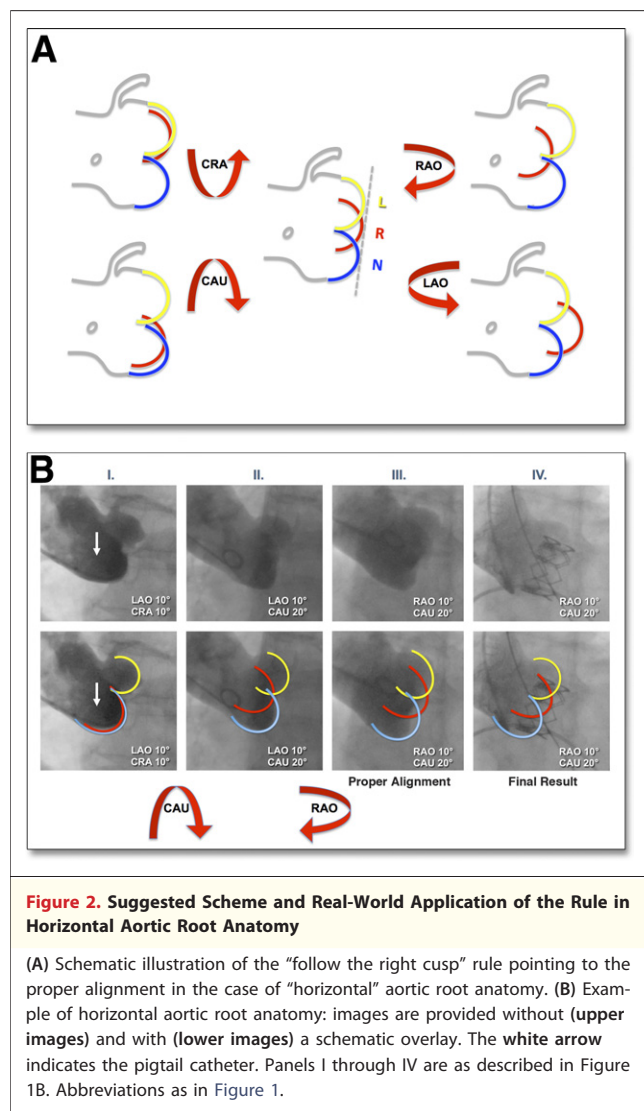 A
CRA
RAO
L
R
N
CAU
LAO
B
I.
II.
III.
IV.
LAO 10°
CRA 10°
LAO 10°
CAU 20°
RAO 10°
CAU 20°
RAO 10°
CAU 20°
LAO 10°
CRA 10°
LAO 10°
CAU 20°
RAO 10°
CAU 20°
RAO 10°
CAU 20°
Proper Alignment
Final Result
CAU
RAO
Figure 2. Suggested Scheme and Real-World Application of the Rule in
Horizontal Aortic Root Anatomy
(A) Schematic illustration of the “follow the right cusp” rule pointing to the
proper alignment in the case of “horizontal” aortic root anatomy. (B) Exam-
ple of horizontal aortic root anatomy: images are provided without (upper
images) and with (lower images) a schematic overlay. The white arrow
indicates the pigtail catheter. Panels I through IV are as described in Figure
1B. Abbreviations as in Figure 1.